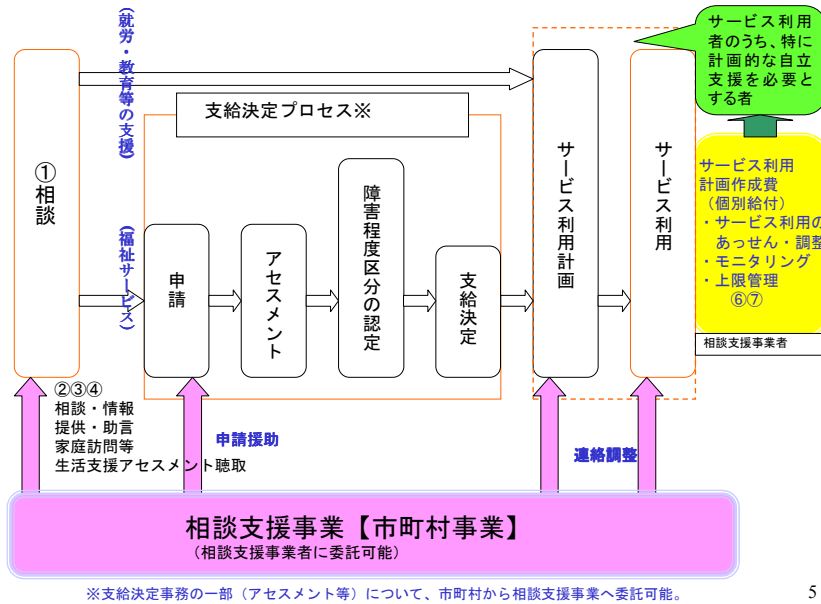 （就労・教育等の支援）
サービス利用
者のうち、特に
計画的な自立
支援を必要と
する者
支給決定プロセス※
①相談
（福祉サービス）
申請
アセスメント
障害程度区分の認定
支給決定
サービス利用計画
サービス利用
サービス利用
計画作成費
（個別給付）
・サービス利用の
あっせん・調整
・モニタリング
・上限管理
⑥⑦
相談支援事業者
②③④
相談・情報
提供・助言
家庭訪問等
生活支援アセスメント聴取
申請援助
連絡調整
相談支援事業【市町村事業】
（相談支援事業者に委託可能）
※支給決定事務の一部（アセスメント等）について、市町村から相談支援事業へ委託可能。
5